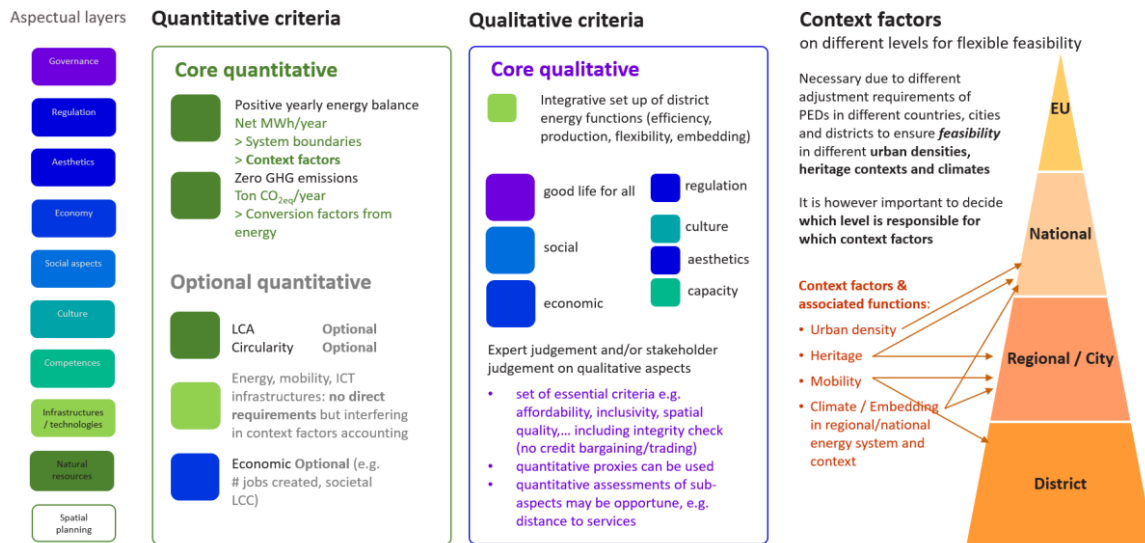 Aspectual layers
Governance
Regulation
Aesthetics
Economy
Social aspects
Culture
Competences
Infrastructures
/ technologies
Natural
resources
Spatial
planning
Quantitative criteria
Core quantitative
Positive yearly energy balance
Net MWh/year
> System boundaries
> Context factors
Zero GHG emissions
Ton CO2eq/year
> Conversion factors from
energy
Optional quantitative
LCA Optional
Circularity Optional
Energy, mobility, ICT
infrastructures: no direct
requirements but interfering
in context factors accounting
Economic Optional (e.g.
# jobs created, societal
LCC)
Qualitative criteria
Core qualitative
Integrative set up of district
energy functions (efficiency,
production, flexibility, embedding)
good life for all
social
economic
regulation
culture
aesthetics
capacity
Expert judgement and/or stakeholder
judgement on qualitative aspects
• set of essential criteria e.g.
affordability, inclusivity, spatial
quality,... including integrity check
(no credit bargaining/trading)
• quantitative proxies can be used
• quantitative assessments of sub-
aspects may be opportune, e.g.
distance to services
Context factors
on different levels for flexible feasibility
Necessary due to different
adjustment requirements of
PEDs in different countries, cities
and districts to ensure feasibility
in different urban densities,
heritage contexts and climates
It is however important to decide
which level is responsible for
which context factors
Context factors &
associated functions:
• Urban density
• Heritage
• Mobility
• Climate / Embedding
in regional/national
energy system and
context
EU
National
Regional / City
District